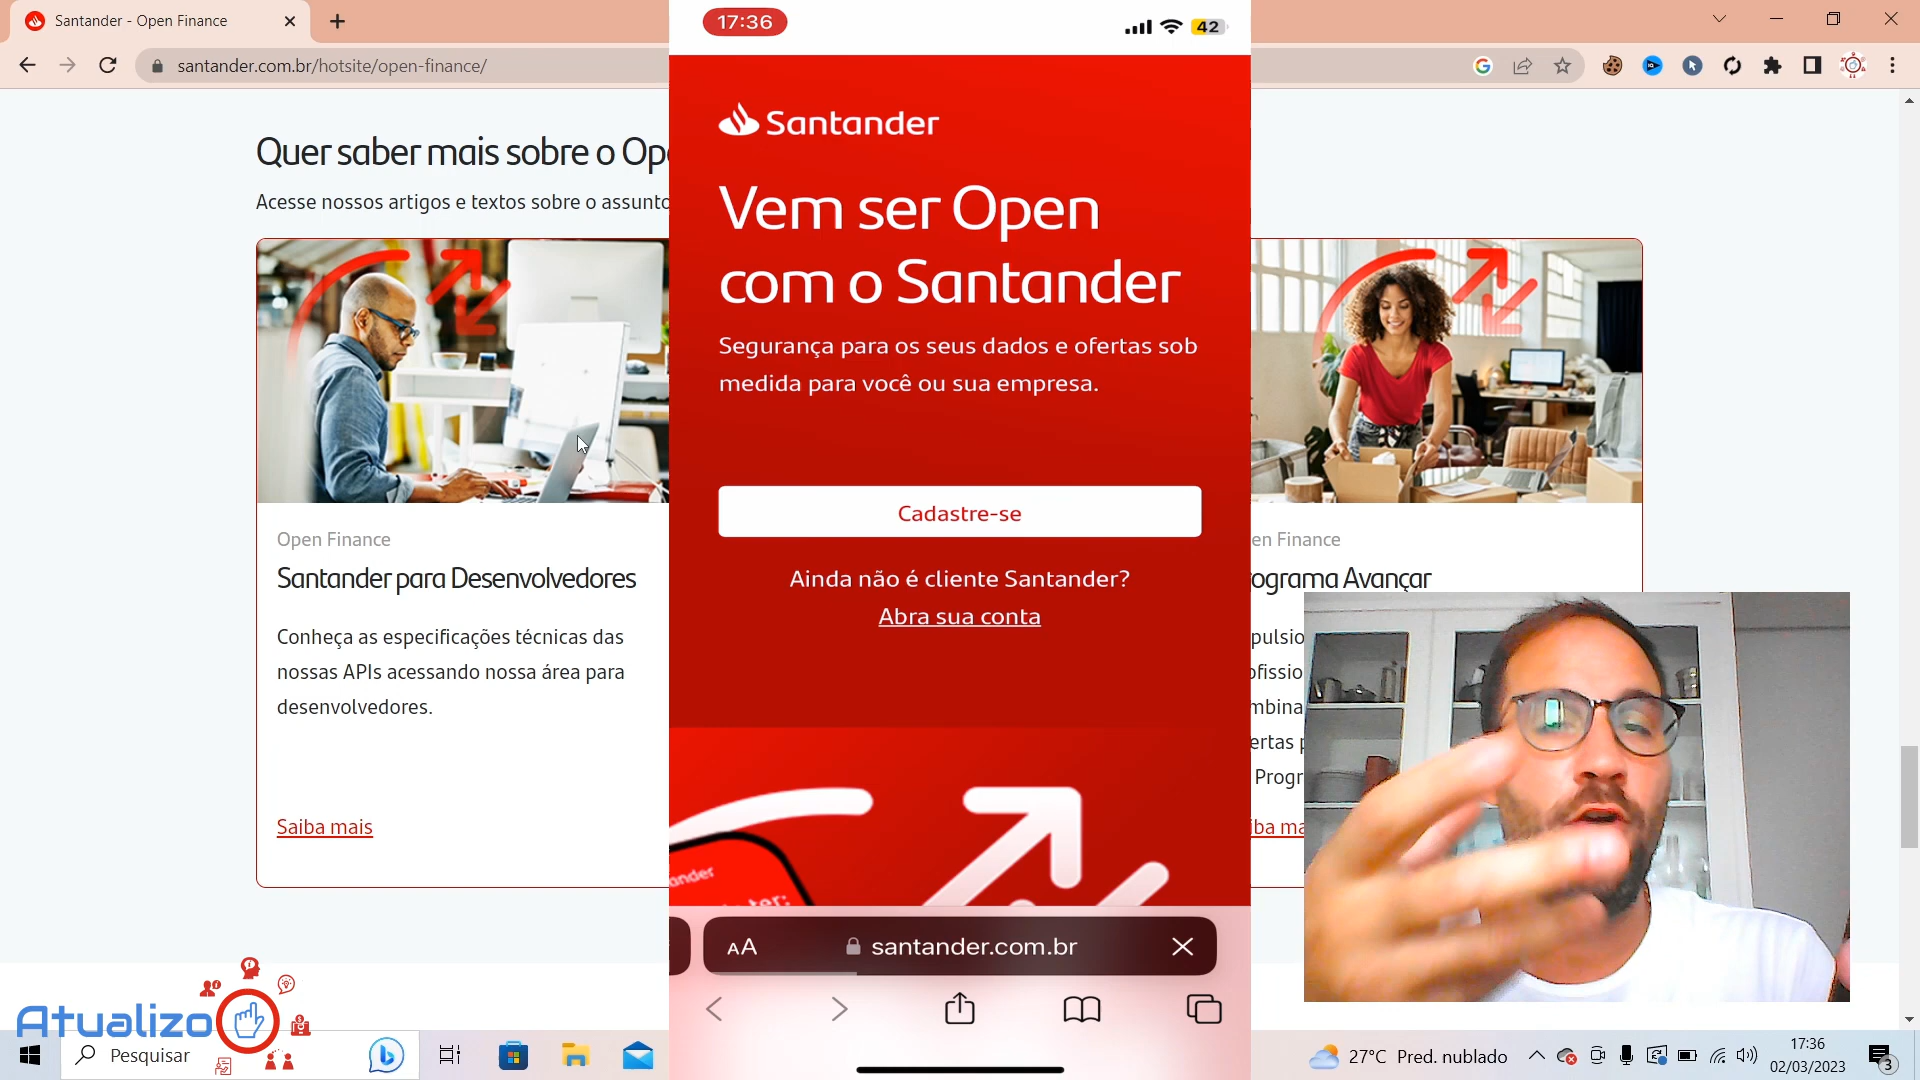 Santander - Open Finance
santander.com.br/hotsite/open-finance/
Quer saber mais sobre o Op
Acesse nossos artigos e textos sobre o assunto
Open Finance
Santander para Desenvolvedores
Conheça as especificações técnicas das
nossas APIs acessando nossa área para
desenvolvedores.
Saiba mais
17:36
42
Santander
Vem ser Open
com o Santander
Segurança para os seus dados e ofertas sob
medida para você ou sua empresa.
Cadastre-se
Ainda não é cliente Santander?
Abra sua conta
ander
AA santander.com.br
en Finance
ograma Avançar
pulsio
ofissio
mbina
ertas p
Progr
iba ma
Atualizo
Pesquisar
27°C Pred. nublado
17:36
02/03/2023
3